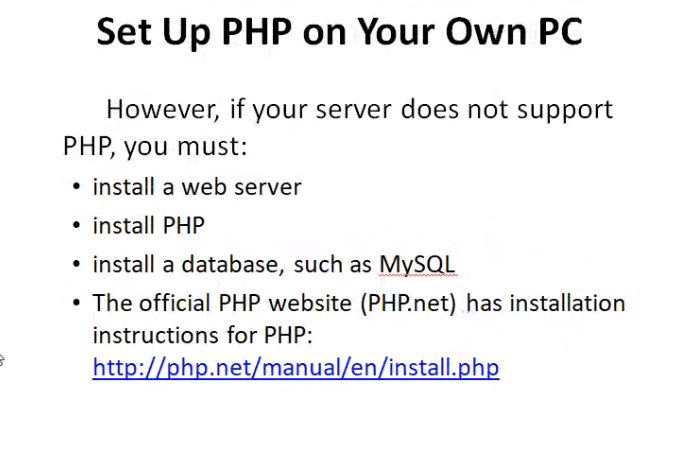 Set Up PHP on Your Own PC
However, if your server does not support
PHP, you must:
• install a web server
• install PHP
• install a database, such as MySQL
• The official PHP website (PHP.net) has installation
instructions for PHP:
http://php.net/manual/en/install.php